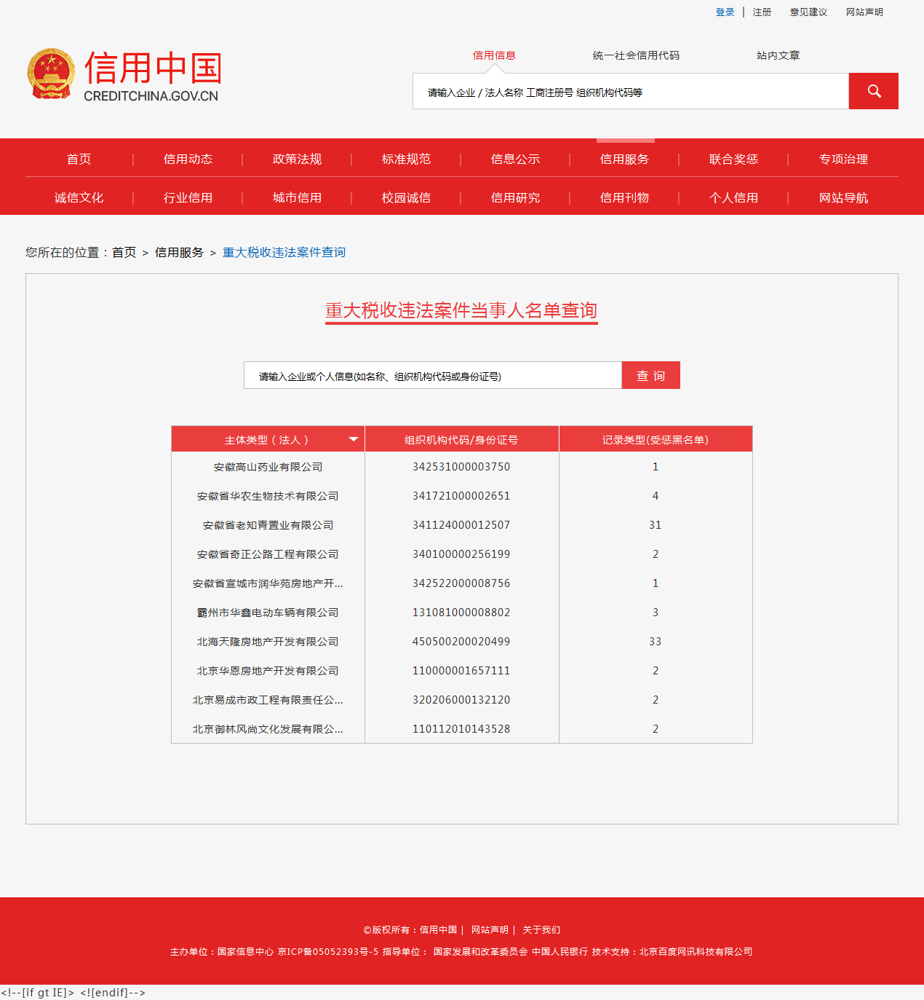 登录 | 注册 意见建议 网站声明
信用中国
CREDITCHINA.GOV.CN
信用信息 统一社会信用代码 站内文章
请输入企业 / 法人名称 工商注册号 组织机构代码等
首页 | 信用动态 | 政策法规 | 标准规范 | 信息公示 | 信用服务 | 联合奖惩 | 专项治理
诚信文化 | 行业信用 | 城市信用 | 校园诚信 | 信用研究 | 信用刊物 | 个人信用 | 网站导航
您所在的位置：首页 > 信用服务 > 重大税收违法案件查询
重大税收违法案件当事人名单查询
请输入企业或个人信息(如名称、组织机构代码或身份证号) 查 询
主体类型（法人） 组织机构代码/身份证号 记录类型(受惩黑名单)
安徽高山药业有限公司 342531000003750 1
安徽省华农生物技术有限公司 341721000002651 4
安徽省老知青置业有限公司 341124000012507 31
安徽省奇正公路工程有限公司 340100000256199 2
安徽省宣城市润华苑房地产开... 342522000008756 1
霸州市华鑫电动车辆有限公司 131081000008802 3
北海天隆房地产开发有限公司 450500200020499 33
北京华恩房地产开发有限公司 110000001657111 2
北京易成市政工程有限责任公... 320206000132120 2
北京御林风尚文化发展有限公... 110112010143528 2
©版权所有：信用中国 | 网站声明 | 关于我们
主办单位：国家信息中心 京ICP备05052393号-5 指导单位： 国家发展和改革委员会 中国人民银行 技术支持：北京百度网讯科技有限公司
<!--[if gt IE]> <![endif]-->